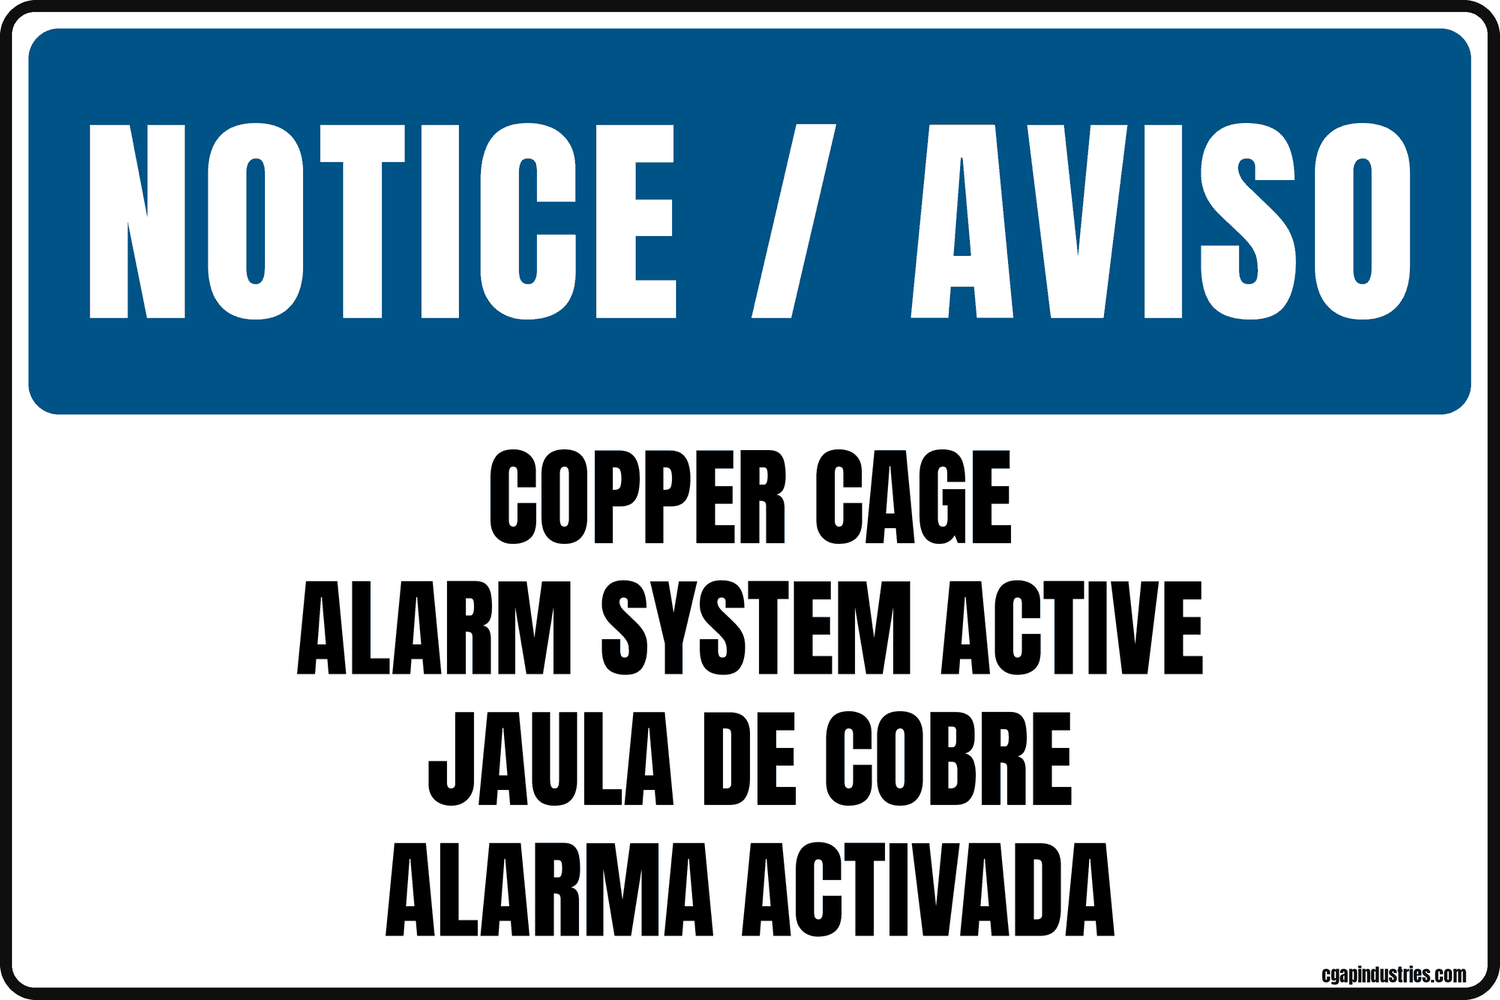 NOTICE / AVISO
COPPER CAGE
ALARM SYSTEM ACTIVE
JAULA DE COBRE
ALARMA ACTIVADA
cgapindustries.com